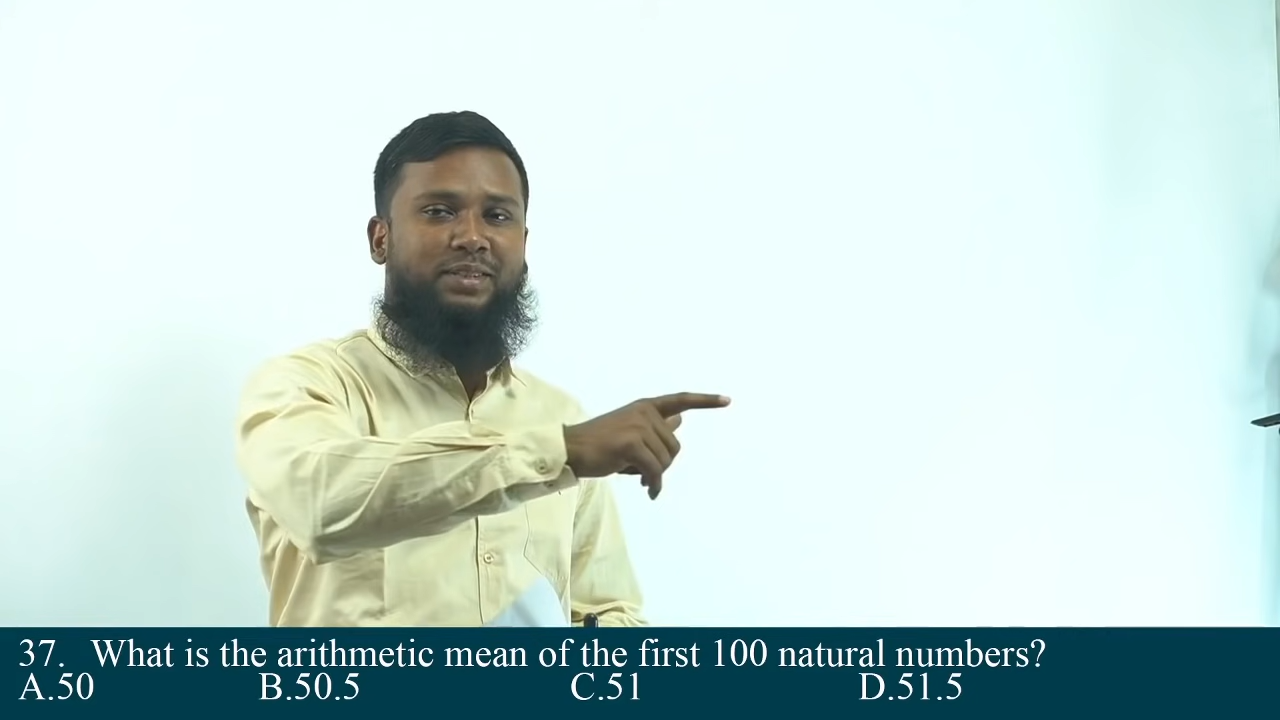 37. What is the arithmetic mean of the first 100 natural numbers?
A.50 B.50.5 C.51 D.51.5